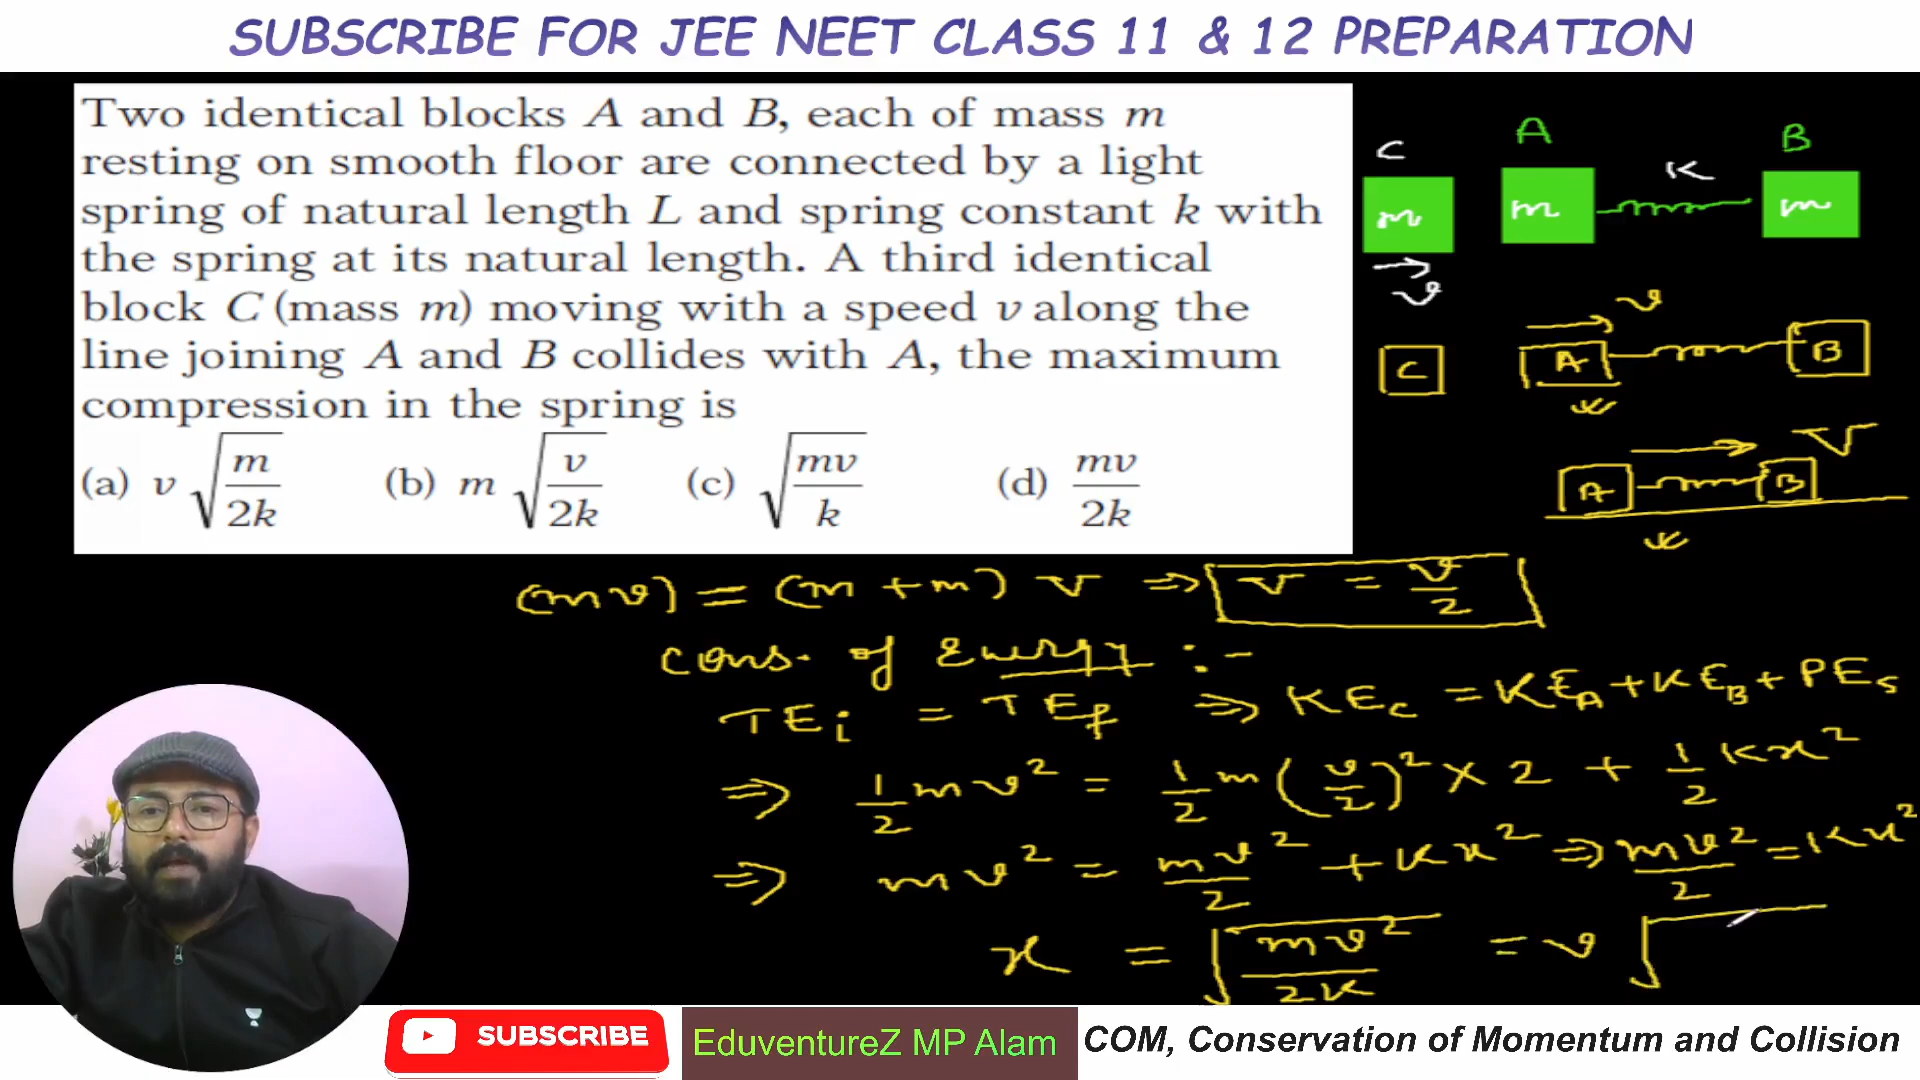 SUBSCRIBE FOR JEE NEET CLASS 11 & 12 PREPARATION
Two identical blocks A and B, each of mass m
resting on smooth floor are connected by a light
spring of natural length L and spring constant k with
the spring at its natural length. A third identical
block C (mass m) moving with a speed v along the
line joining A and B collides with A, the maximum
compression in the spring is
(a) v √(m/2k) (b) m √(v/2k) (c) √(mv/k) (d) mv/2k
C A K B
m m m
v
v
C A B
V
A B
(mv) = (m + m) V ⇒ V = v/2
Cons. of Energy :-
TEi = TEf ⇒ KEC = KEA + KEB + PEs
⇒ 1/2 mv² = 1/2 m (v/2)² × 2 + 1/2 Kx²
⇒ mv² = mv²/2 + Kx² ⇒ mv²/2 = Kx²
x = √(mv²/2K) = v √
SUBSCRIBE
EduventureZ MP Alam
COM, Conservation of Momentum and Collision